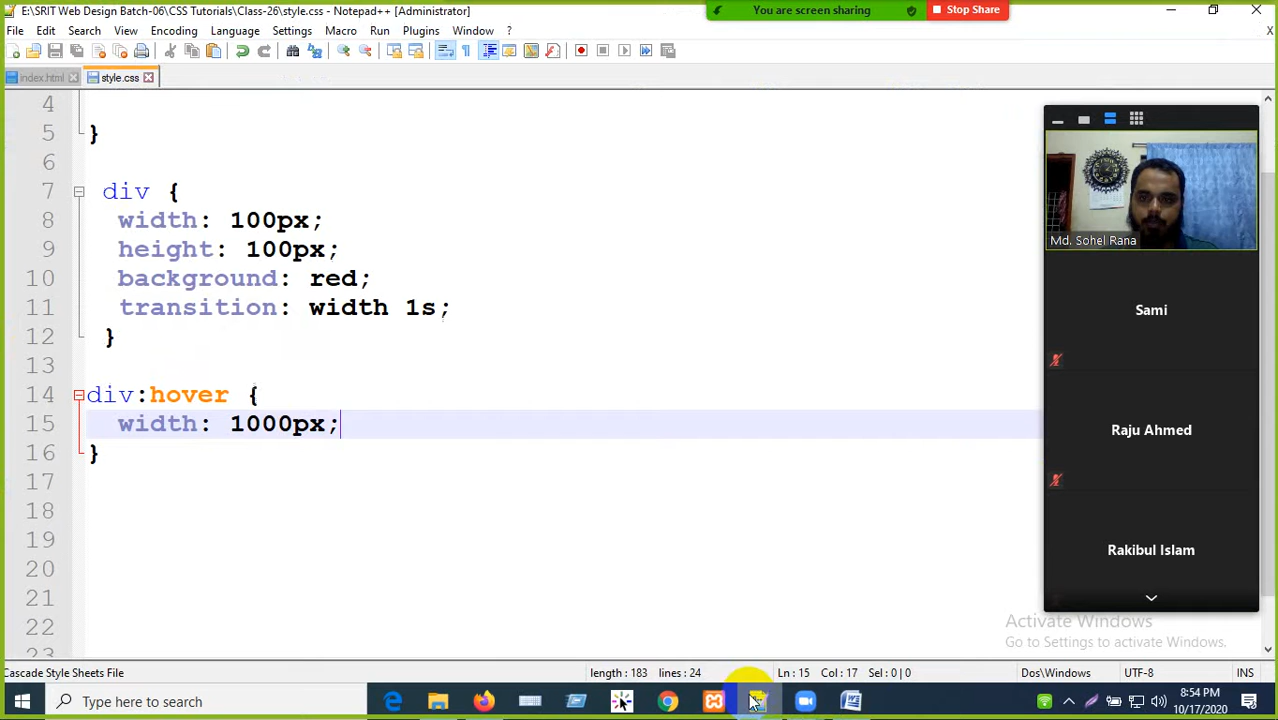 E:\SRIT Web Design Batch-06\CSS Tutorials\Class-26\style.css - Notepad++ [Administrator]
You are screen sharing
Stop Share
File Edit Search View Encoding Language Settings Macro Run Plugins Window ?
X
index.html
style.css
4
5 }
6
7 div {
8 width: 100px;
9 height: 100px;
10 background: red;
11 transition: width 1s;
12 }
13
14 div:hover {
15 width: 1000px;
16 }
17
18
19
20
21
22
23
Md. Sohel Rana
Sami
Raju Ahmed
Rakibul Islam
Activate Windows
Go to Settings to activate Windows.
Cascade Style Sheets File
length : 183 lines : 24
Ln : 15 Col : 17 Sel : 0 | 0
Dos\Windows
UTF-8
INS
Type here to search
8:54 PM
10/17/2020